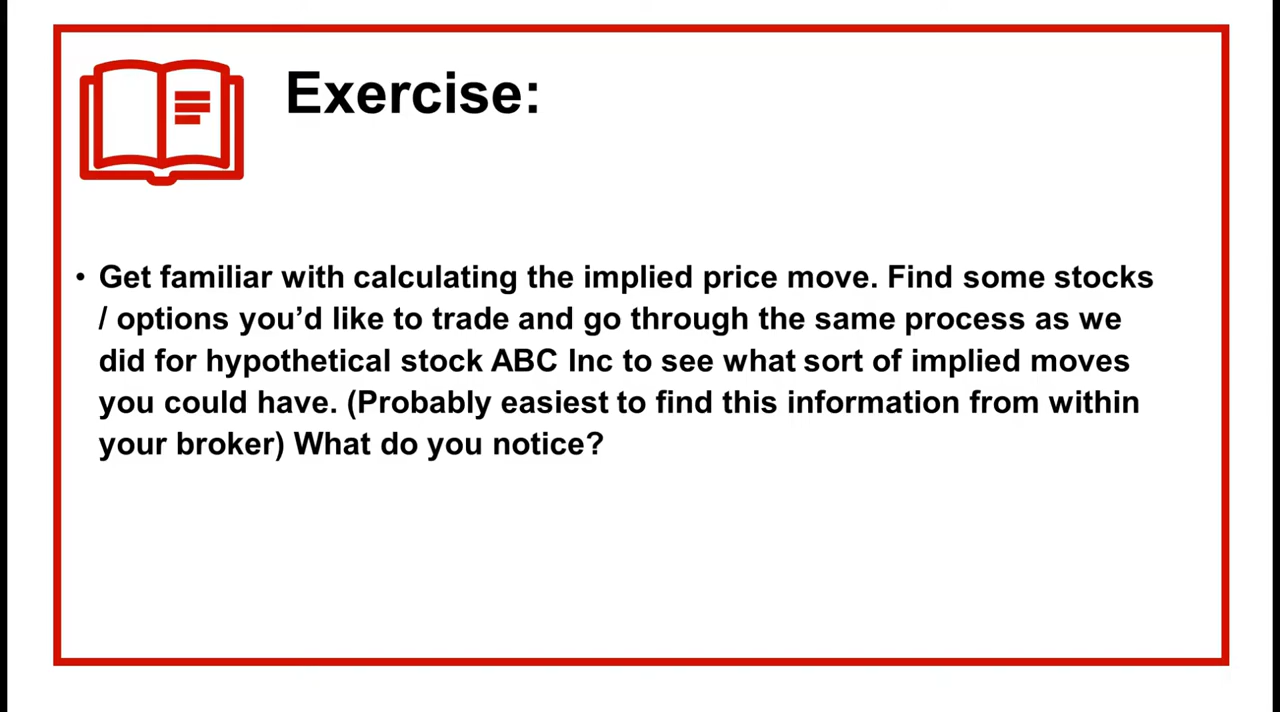 Exercise:
• Get familiar with calculating the implied price move. Find some stocks
/ options you’d like to trade and go through the same process as we
did for hypothetical stock ABC Inc to see what sort of implied moves
you could have. (Probably easiest to find this information from within
your broker) What do you notice?